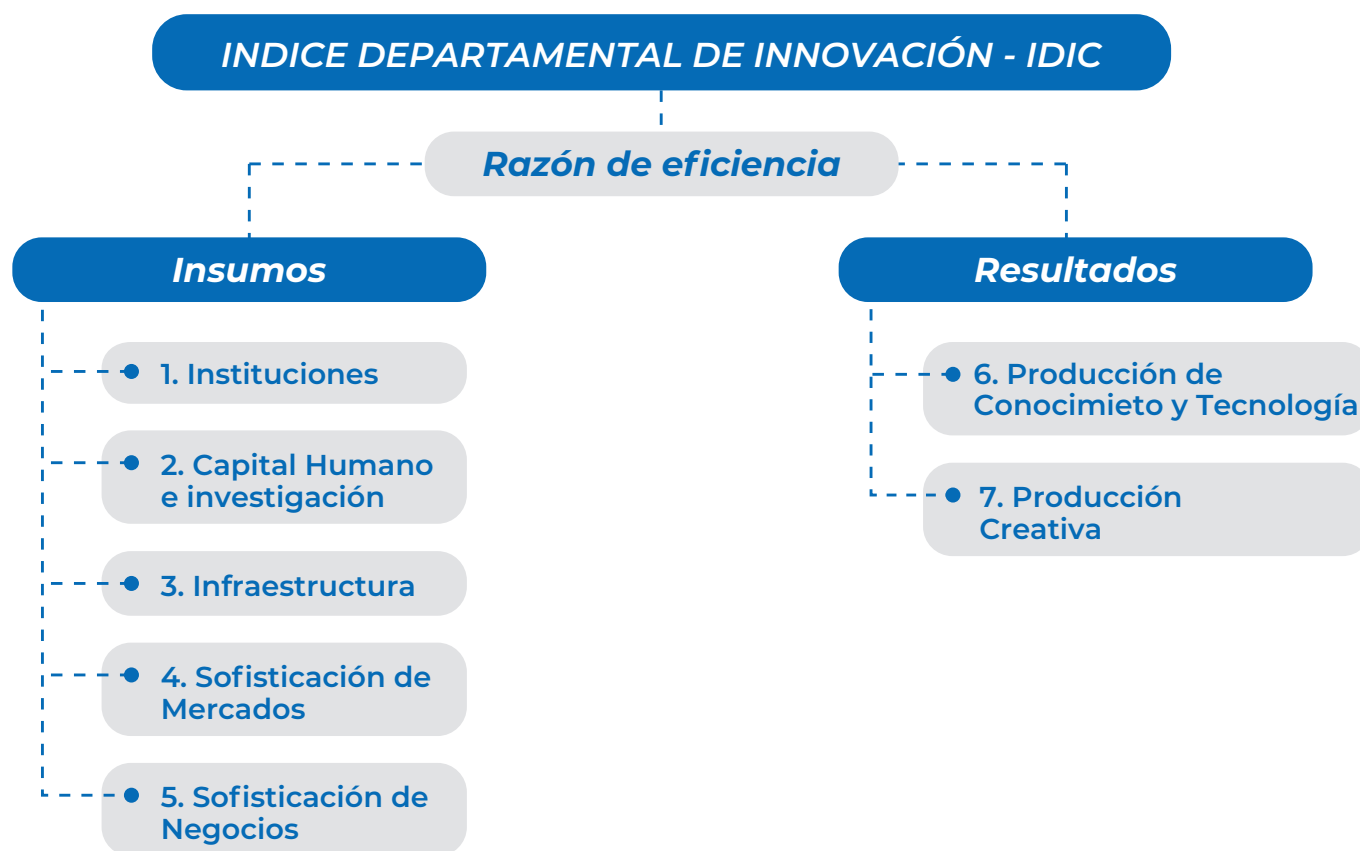 INDICE DEPARTAMENTAL DE INNOVACIÓN - IDIC
Razón de eficiencia
Insumos
1. Instituciones
2. Capital Humano
e investigación
3. Infraestructura
4. Sofisticación de
Mercados
5. Sofisticación de
Negocios
Resultados
6. Producción de
Conocimieto y Tecnología
7. Producción
Creativa